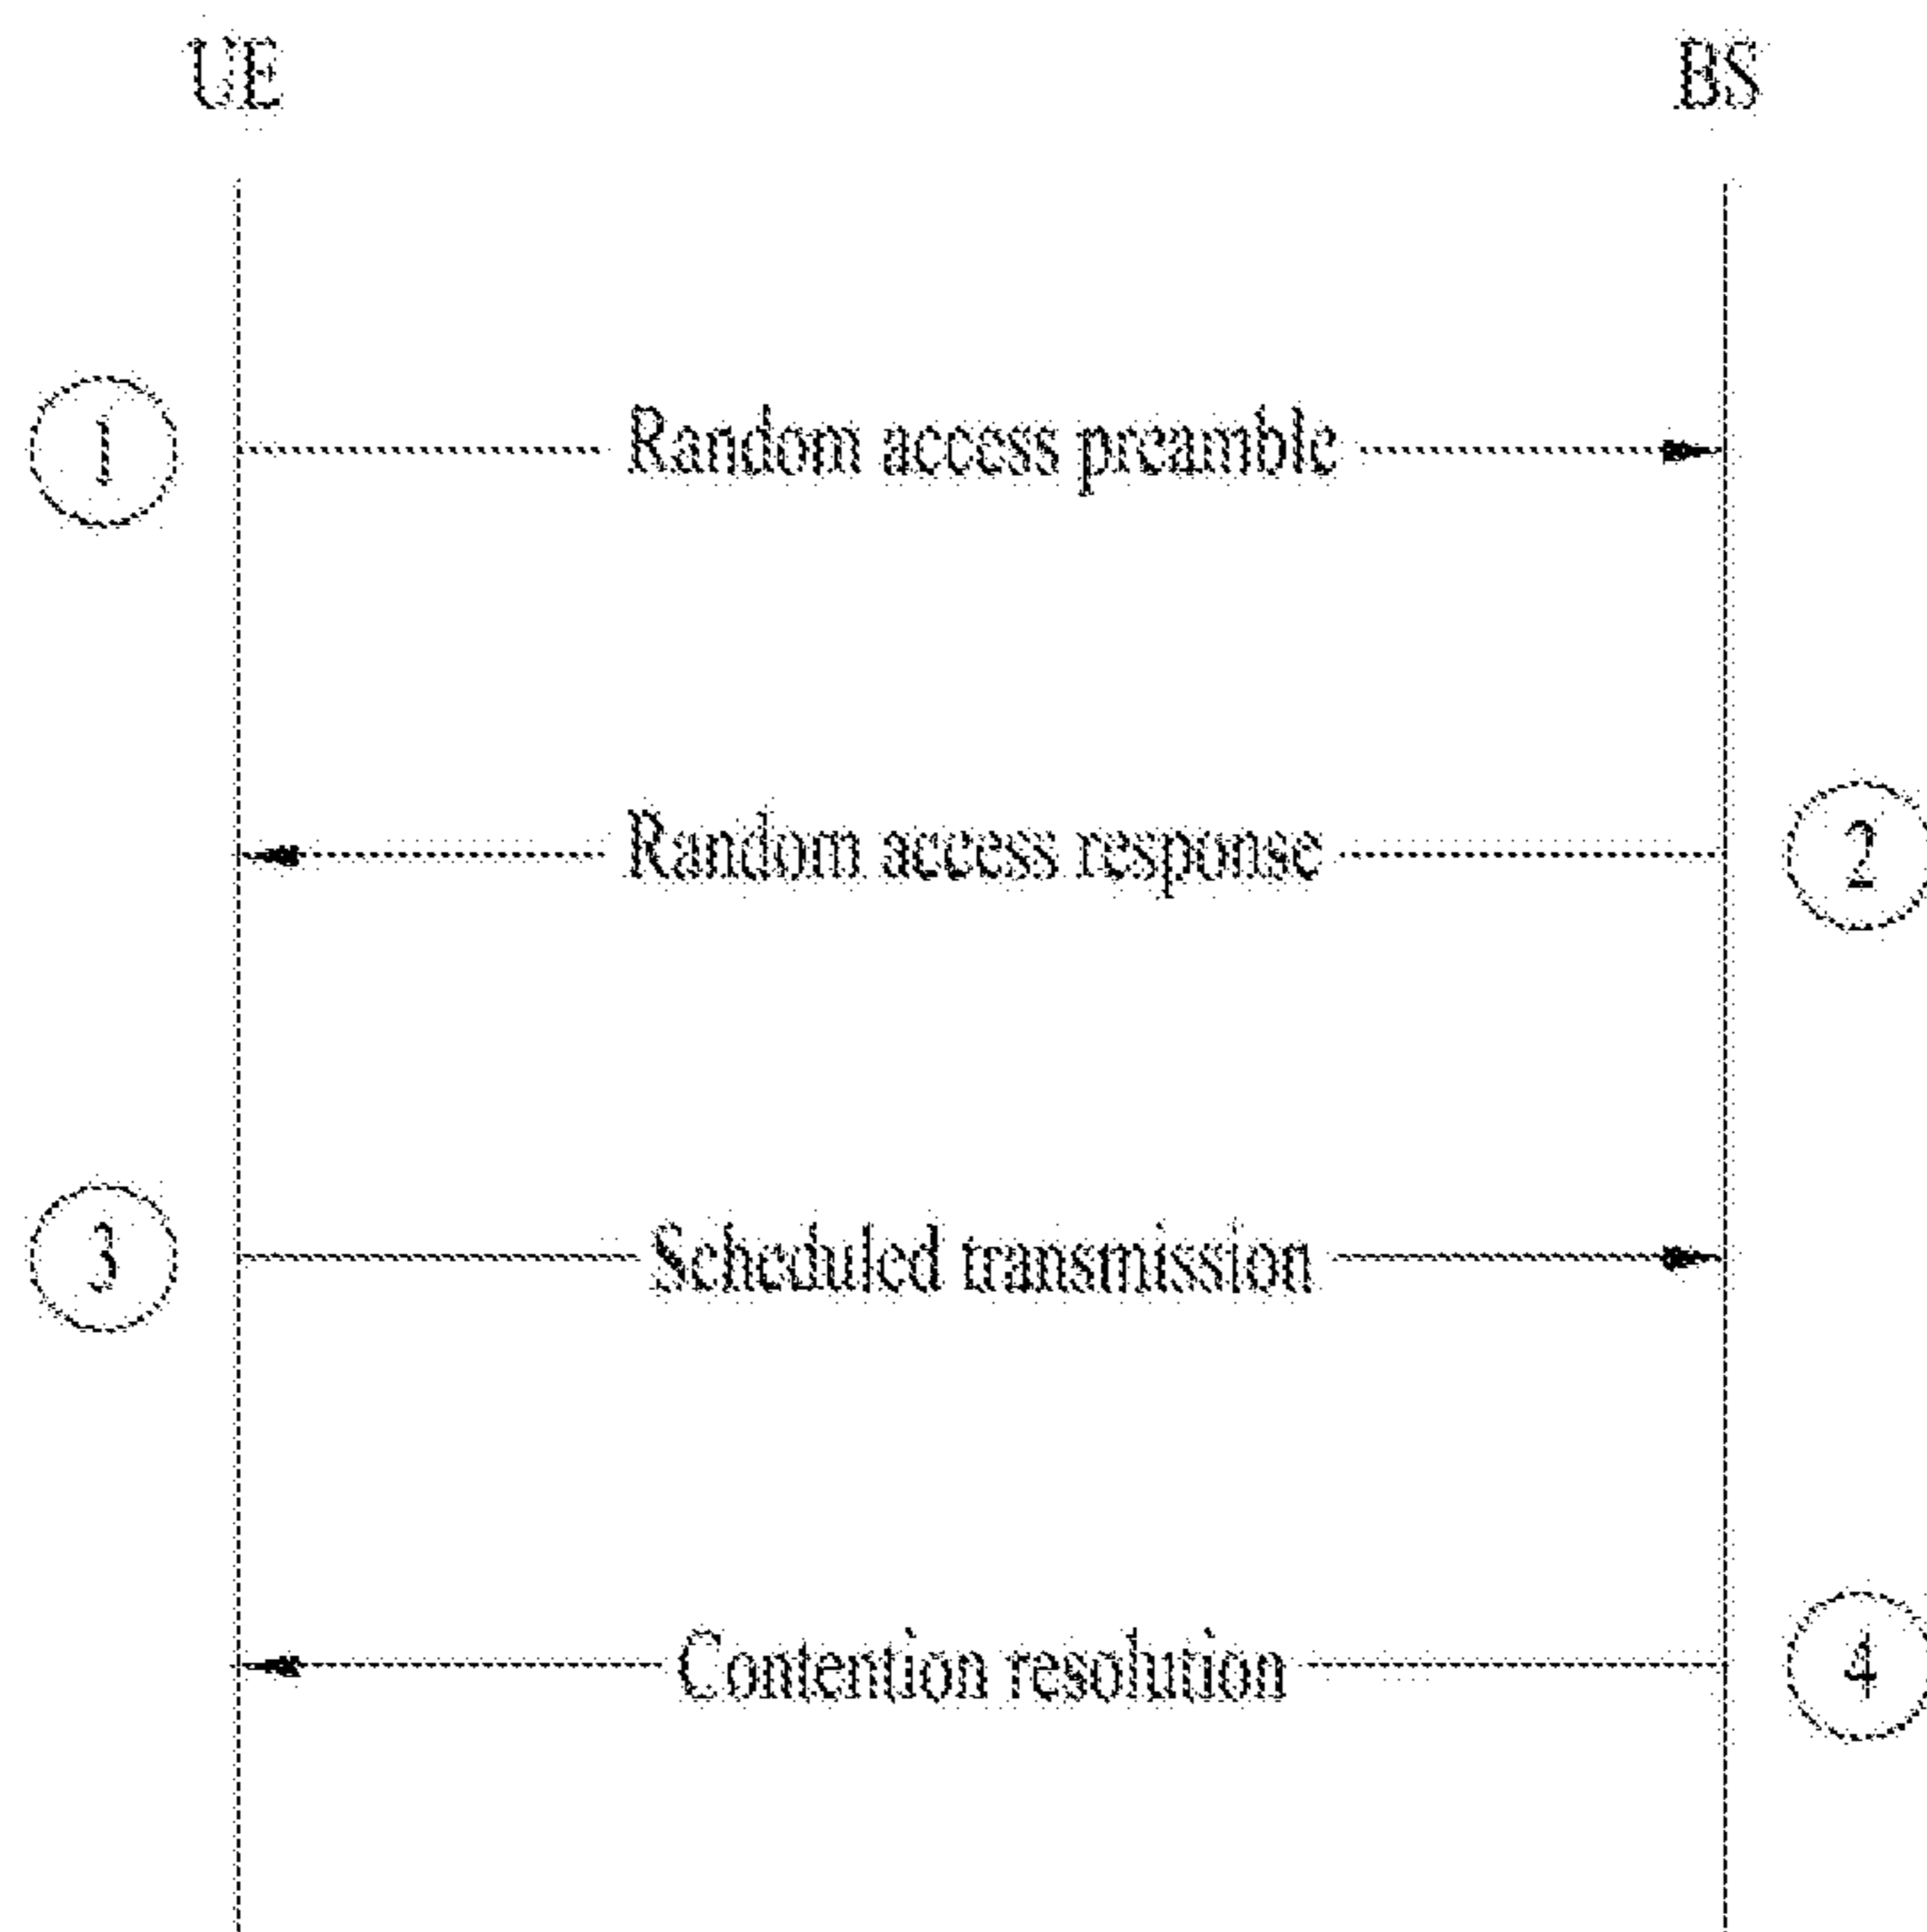 UE BS
1 Random access preamble
Random access response 2
3 Scheduled transmission
Contention resolution 4